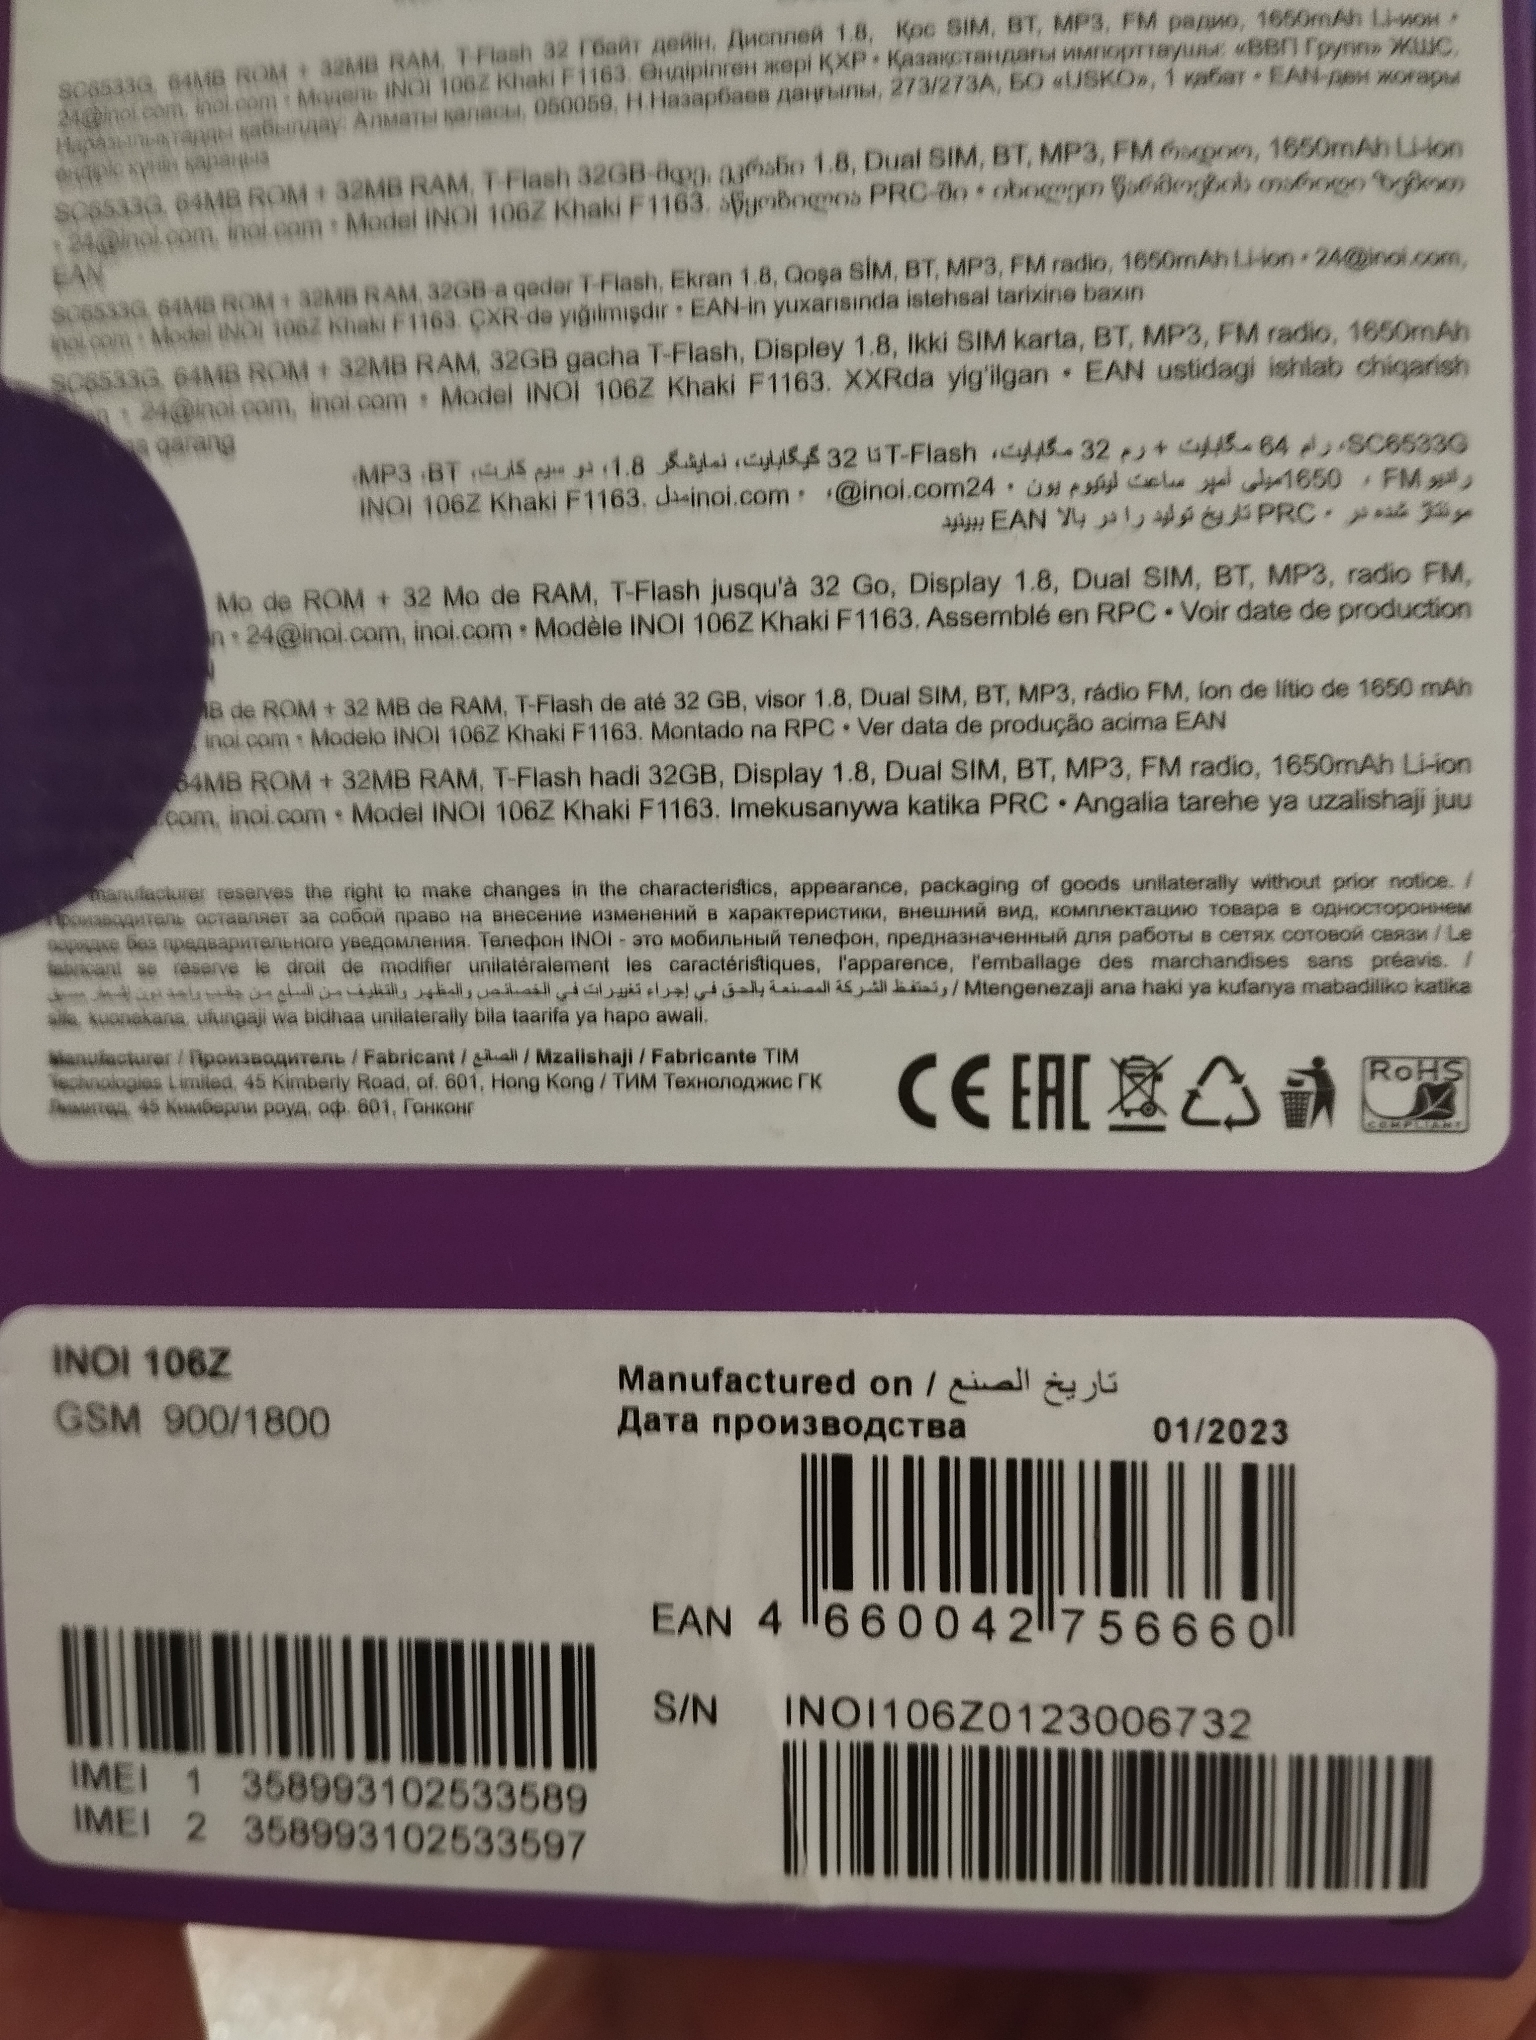 SC6533G, 64MB ROM + 32MB RAM, T-Flash 32 Гбайт дейін, Дисплей 1.8, Қос SIM, BT, MP3, FM радио, 1650mAh Li-ион •
24@inoi.com, inoi.com • Модель INOI 106Z Khaki F1163. Өндірілген жері ҚХР • Қазақстандағы импорттаушы: «ВВП Групп» ЖШС.
Наразылықтарды қабылдау: Алматы қаласы, 050059, Н.Назарбаев даңғылы, 273/273А, БО «USKO», 1 қабат • EAN-ден жоғары
өндіріс күнін қараңыз
SC6533G, 64MB ROM + 32MB RAM, T-Flash 32GB-მდე, ეკრანი 1.8, Dual SIM, BT, MP3, FM რადიო, 1650mAh Li-ion
• 24@inoi.com, inoi.com • Model INOI 106Z Khaki F1163. აწყობილია PRC-ში • იხილეთ წარმოების თარიღი ზემოთ
EAN
SC6533G, 64MB ROM + 32MB RAM, 32GB-a qeder T-Flash, Ekran 1.8, Qoşa SİM, BT, MP3, FM radio, 1650mAh Li-ion • 24@inoi.com,
inoi.com • Model INOI 106Z Khaki F1163. ÇXR-də yığılmışdır • EAN-in yuxarısında istehsal tarixinə baxın
SC6533G, 64MB ROM + 32MB RAM, 32GB gacha T-Flash, Display 1.8, Ikki SIM karta, BT, MP3, FM radio, 1650mAh
• 24@inoi.com, inoi.com • Model INOI 106Z Khaki F1163. XXRda yig'ilgan • EAN ustidagi ishlab chiqarish
qarang
SC6533G، رام 64 مگابایت + رم 32 مگابایت، T-Flash تا 32 گیگابایت، نمایشگر 1.8، دو سیم کارت، MP3 ،BT،
رادیو FM ، 1650میلی آمپر ساعت لیتیوم یون • 24@inoi.com، • inoi.comمدل INOI 106Z Khaki F1163.
مونتاژ شده در PRC • تاریخ تولید را در بالا EAN ببینید
Mo de ROM + 32 Mo de RAM, T-Flash jusqu'à 32 Go, Display 1.8, Dual SIM, BT, MP3, radio FM,
• 24@inoi.com, inoi.com • Modèle INOI 106Z Khaki F1163. Assemblé en RPC • Voir date de production
de ROM + 32 MB de RAM, T-Flash de até 32 GB, visor 1.8, Dual SIM, BT, MP3, rádio FM, íon de lítio de 1650 mAh
inoi.com • Modelo INOI 106Z Khaki F1163. Montado na RPC • Ver data de produção acima EAN
64MB ROM + 32MB RAM, T-Flash hadi 32GB, Display 1.8, Dual SIM, BT, MP3, FM radio, 1650mAh Li-ion
.com, inoi.com • Model INOI 106Z Khaki F1163. Imekusanywa katika PRC • Angalia tarehe ya uzalishaji juu
manufacturer reserves the right to make changes in the characteristics, appearance, packaging of goods unilaterally without prior notice. /
Производитель оставляет за собой право на внесение изменений в характеристики, внешний вид, комплектацию товара в одностороннем
порядке без предварительного уведомления. Телефон INOI - это мобильный телефон, предназначенный для работы в сетях сотовой связи / Le
fabricant se réserve le droit de modifier unilatéralement les caractéristiques, l'apparence, l'emballage des marchandises sans préavis. /
وتحتفظ الشركة المصنعة بالحق في إجراء تغييرات في الخصائص والمظهر والتغليف من السلع من جانب واحد دون إشعار مسبق / Mtengenezaji ana haki ya kufanya mabadiliko katika
sifa, kuonekana, ufungaji wa bidhaa unilaterally bila taarifa ya hapo awali.
Manufacturer / Производитель / Fabricant / الصانع / Mzalishaji / Fabricante TIM
Technologies Limited, 45 Kimberly Road, of. 601, Hong Kong / ТИМ Технолоджис ГК
Лимитед, 45 Кимберли роуд, оф. 601, Гонконг
CE EAC RoHS
COMPLIANT
INOI 106Z
GSM 900/1800
Manufactured on / تاريخ الصنع
Дата производства 01/2023
EAN 4 660042 756660
S/N INOI106Z0123006732
IMEI 1 358993102533589
IMEI 2 358993102533597